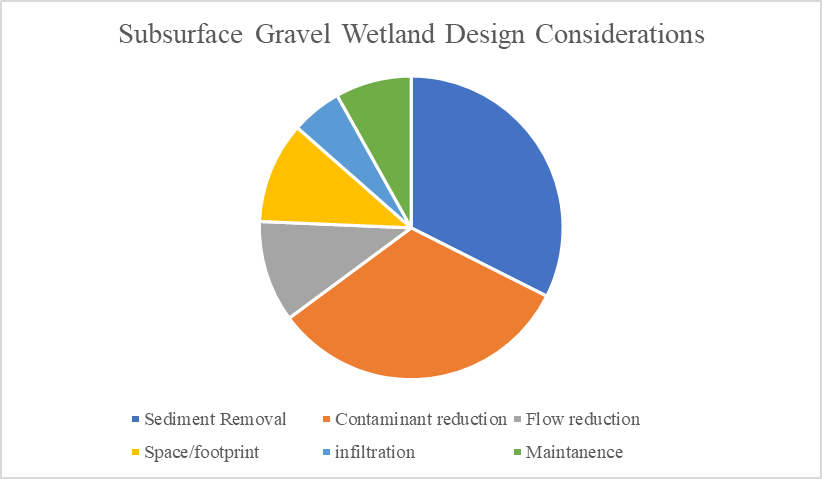 Subsurface Gravel Wetland Design Considerations
Sediment Removal Contaminant reduction Flow reduction
Space/footprint infiltration Maintanence